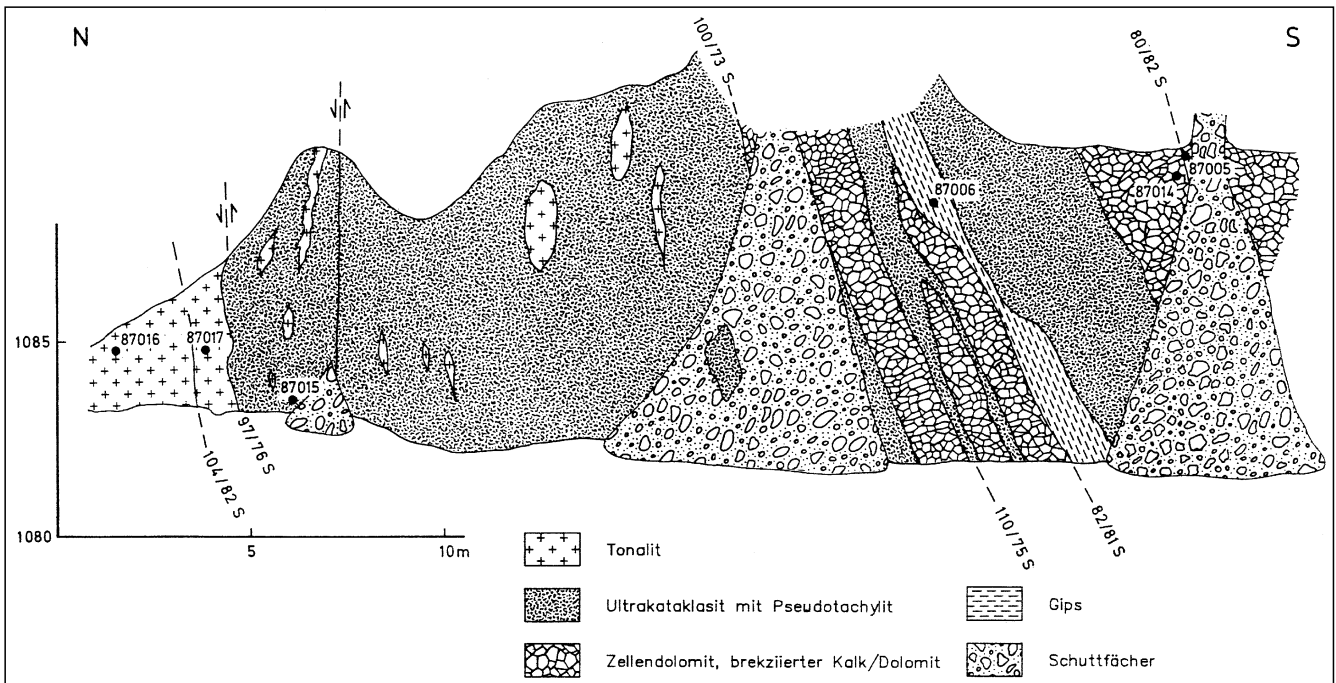 N
S
100/73 S
80/82 S
87005
87014
87006
1085
87016
87017
87015
97/76 S
104/82 S
110/75 S
82/81 S
1080
5
10m
Tonalit
Ultrakataklasit mit Pseudotachylit
Gips
Zellendolomit, brekziierter Kalk/Dolomit
Schuttfächer